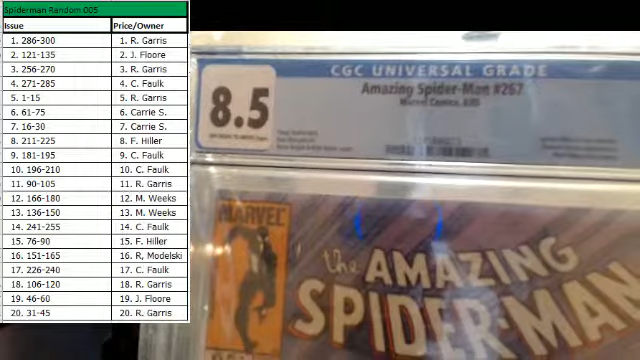 Spiderman Random:005
Issue Price/Owner
1. 286-300 1. R. Garris
2. 121-135 2. J. Floore
3. 256-270 3. R. Garris
4. 271-285 4. C. Faulk
5. 1-15 5. R. Garris
6. 61-75 6. Carrie S.
7. 16-30 7. Carrie S.
8. 211-225 8. F. Hiller
9. 181-195 9. C. Faulk
10. 196-210 10. C. Faulk
11. 90-105 11. R. Garris
12. 166-180 12. M. Weeks
13. 136-150 13. M. Weeks
14. 241-255 14. C. Faulk
15. 76-90 15. F. Hiller
16. 151-165 16. R, Modelski
17. 226-240 17. C. Faulk
18. 106-120 18. R. Garris
19. 46-60 19. J. Floore
20. 31-45 20. R. Garris
CGC UNIVERSAL GRADE
Amazing Spider-Man #267
Marvel Comics, 8/85
8.5
MARVEL
the AMAZING
SPIDER-MAN